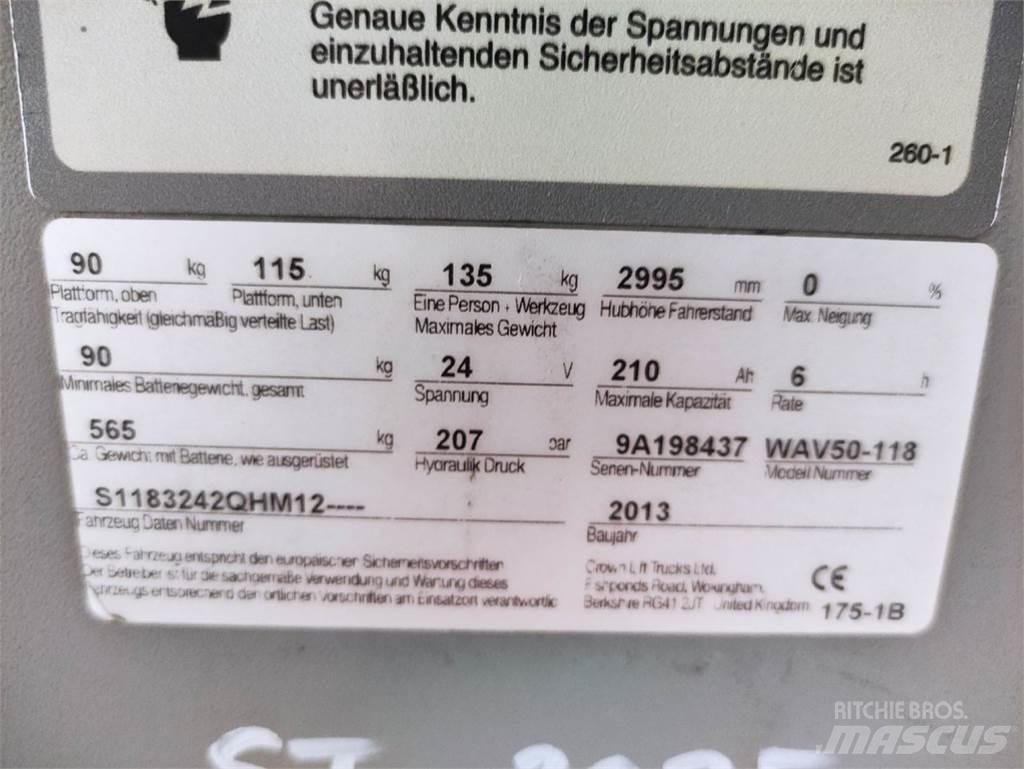 Genaue Kenntnis der Spannungen und
einzuhaltenden Sicherheitsabstände ist
unerläßlich.
260-1
90 kg 115 kg 135 kg 2995 mm 0 %
Plattform, oben Plattform, unten Eine Person + Werkzeug Hubhöhe Fahrerstand Max. Neigung
Tragfähigkeit (gleichmäßig verteilte Last) Maximales Gewicht
90 kg 24 V 210 Ah 6 h
Minimales Batteriegewicht, gesamt Spannung Maximale Kapazität Rate
565 kg 207 bar 9A198437 WAV50-118
Ca. Gewicht mit Batterie, wie ausgerüstet Hydraulik Druck Serien-Nummer Modell Nummer
S1183242QHM12---- 2013
Fahrzeug Daten Nummer Baujahr
Dieses Fahrzeug entspricht den europäischen Sicherheitsvorschriften
Der Betreiber ist für die sachgemäße Verwendung und Wartung dieses
Fahrzeugs entsprechend den örtlichen Vorschriften am Einsatzort verantwortlich
Crown Lift Trucks Ltd.
Fishponds Road, Wokingham,
Berkshire RG41 2JT United Kingdom
CE
175-1B
RITCHIE BROS.
MASCUS